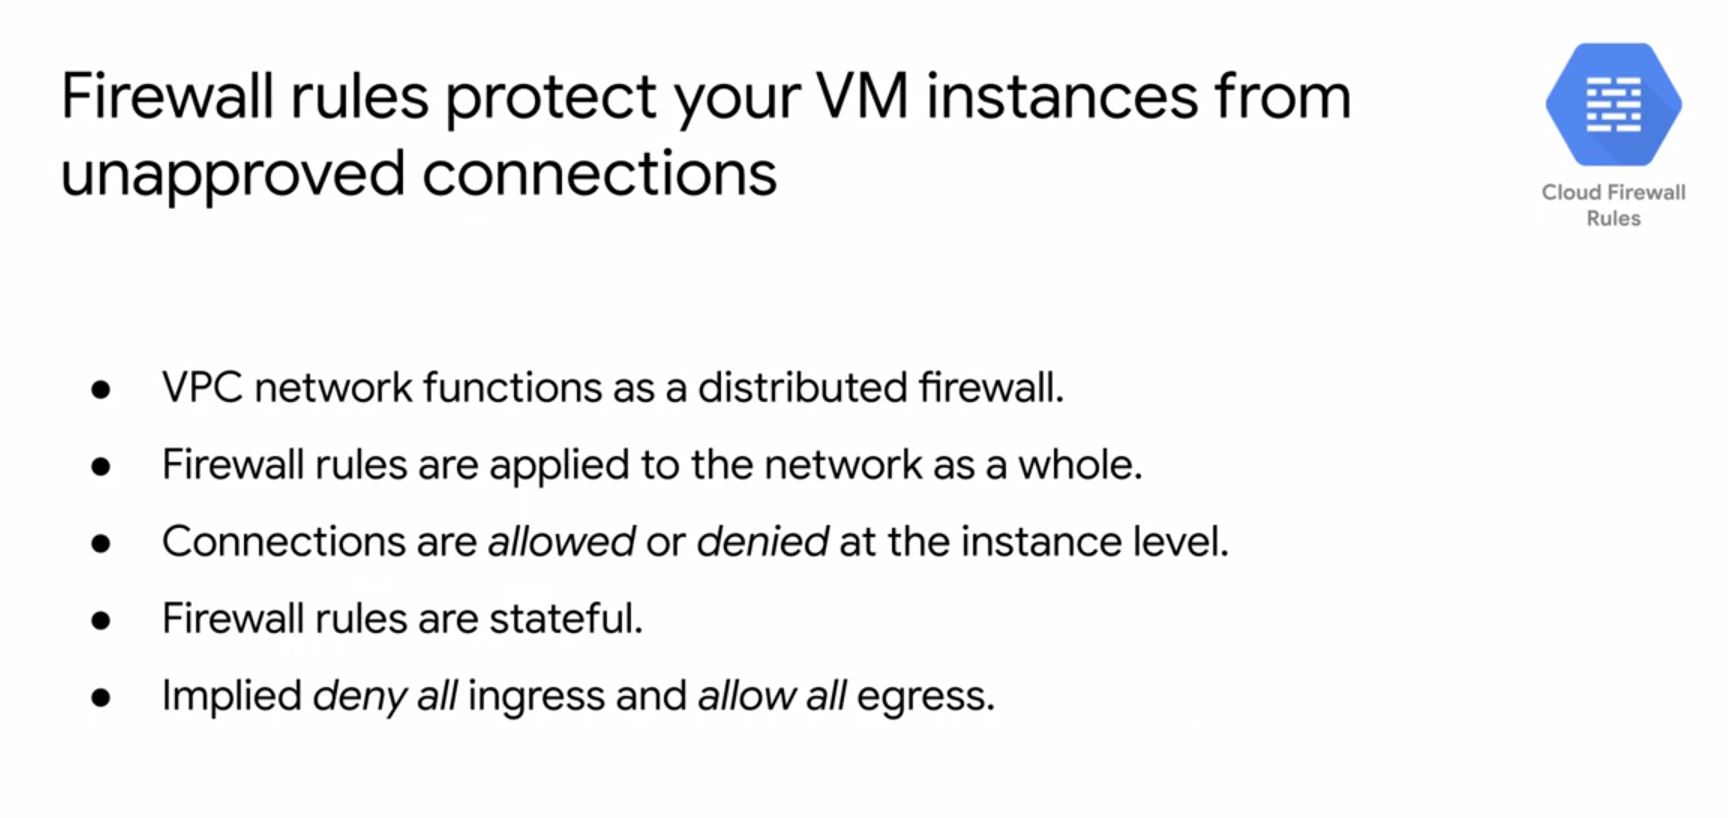 Firewall rules protect your VM instances from
unapproved connections
Cloud Firewall
Rules
● VPC network functions as a distributed firewall.
● Firewall rules are applied to the network as a whole.
● Connections are allowed or denied at the instance level.
● Firewall rules are stateful.
● Implied deny all ingress and allow all egress.